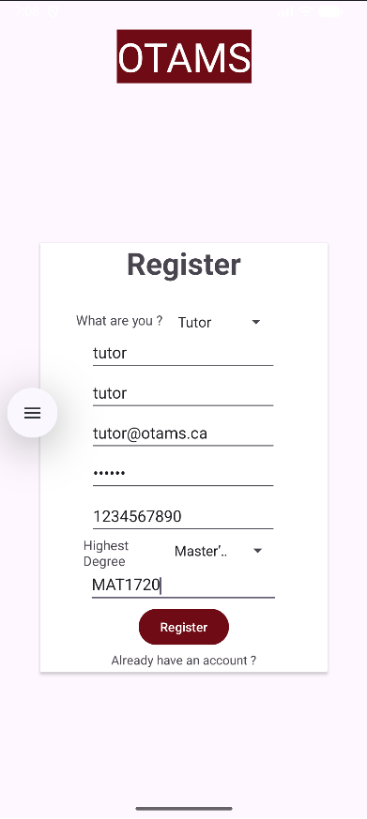 OTAMS
Register
What are you ? Tutor
tutor
tutor
tutor@otams.ca
••••••
1234567890
Highest
Degree
Master'..
MAT1720
Register
Already have an account ?